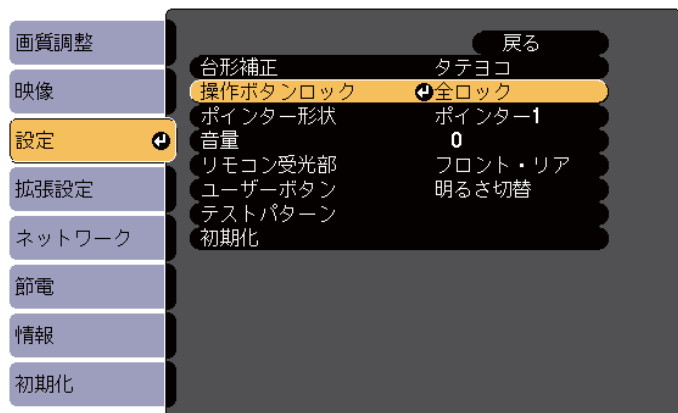 画質調整
映像
設定
拡張設定
ネットワーク
節電
情報
初期化
戻る
台形補正 タテヨコ
操作ボタンロック 全ロック
ポインター形状 ポインター1
音量 0
リモコン受光部 フロント・リア
ユーザーボタン 明るさ切替
テストパターン
初期化